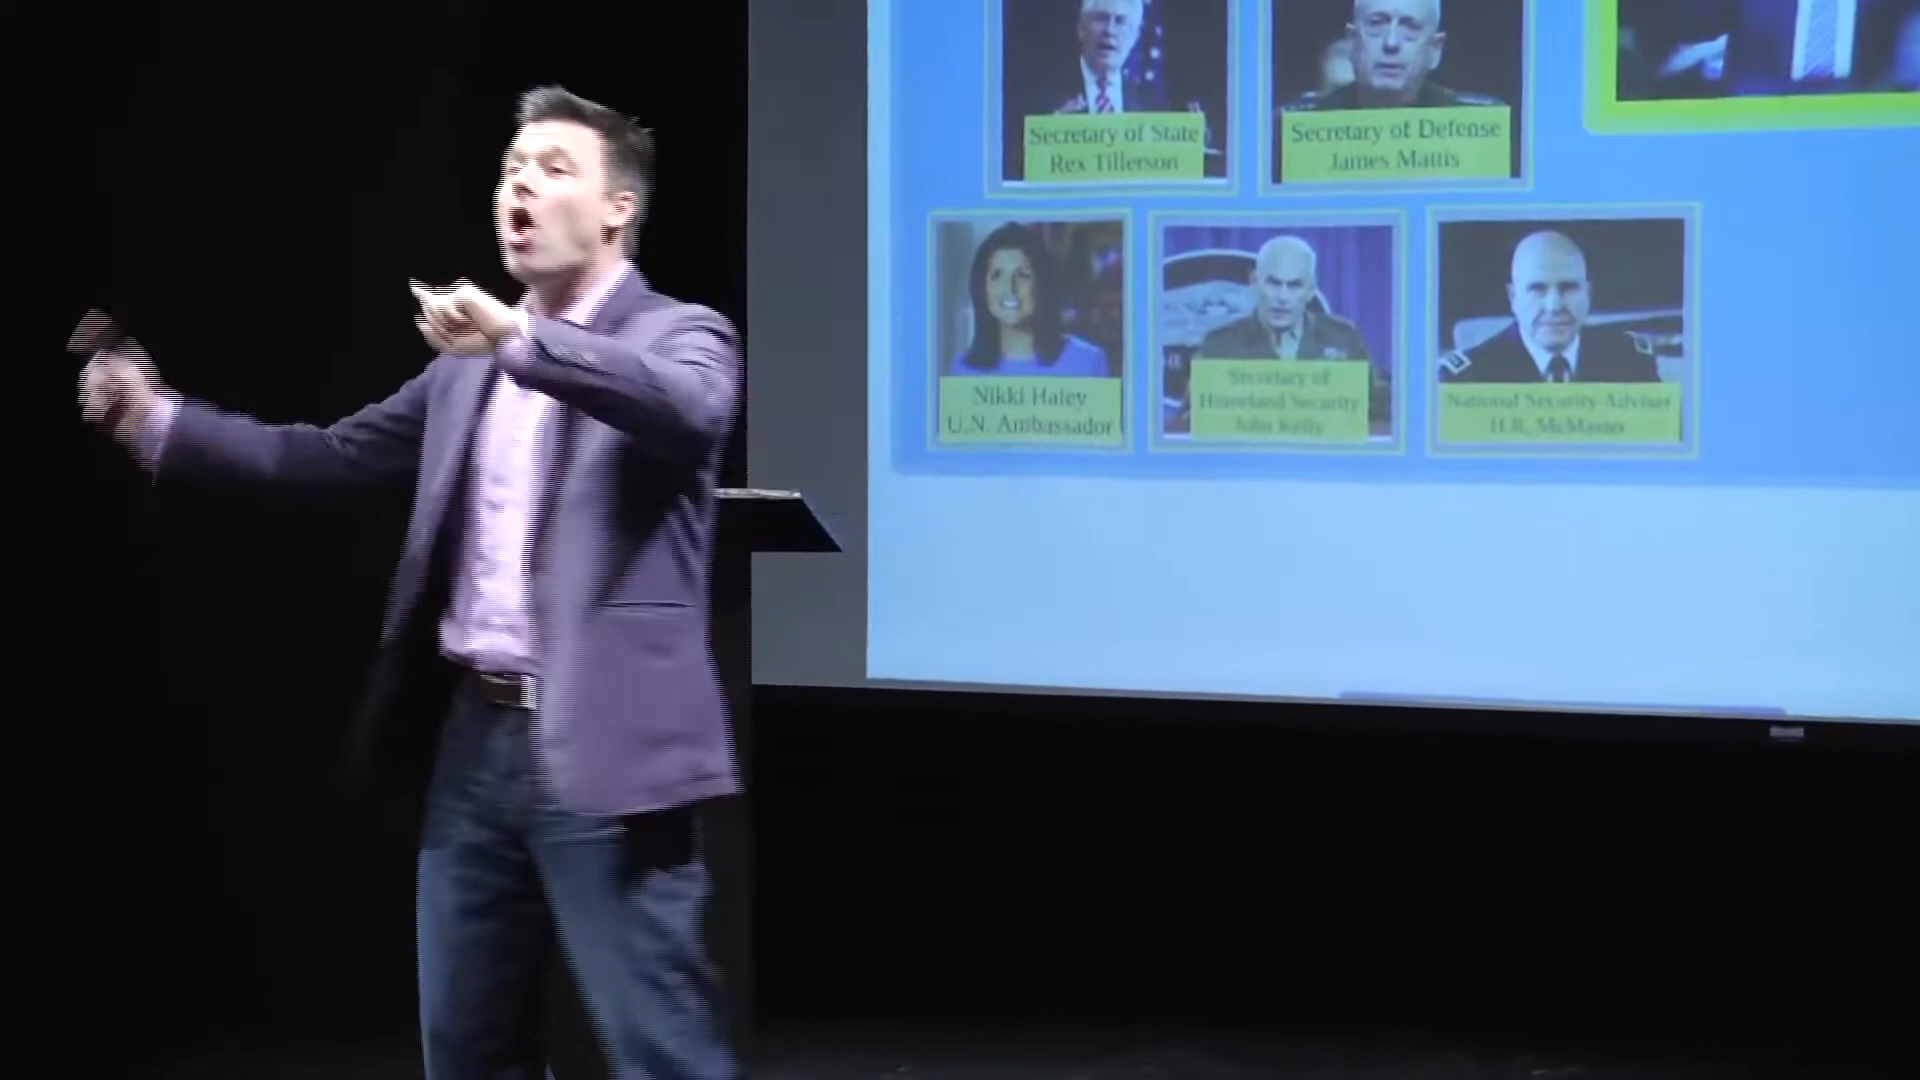 Secretary of State
Rex Tillerson
Secretary of Defense
James Mattis
Nikki Haley
U.N. Ambassador
Secretary of
Homeland Security
John Kelly
National Security Adviser
H.R. McMaster